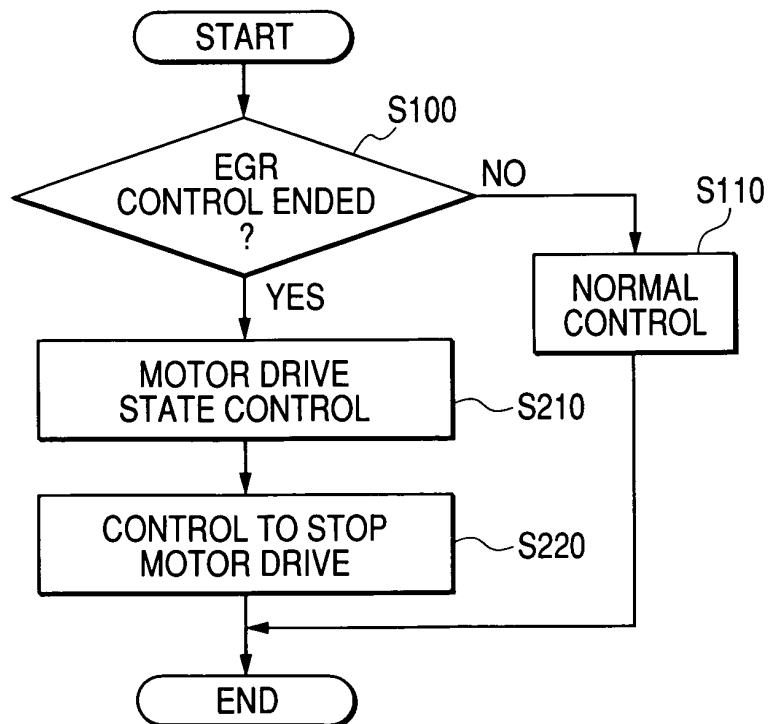 START
S100
EGR
CONTROL ENDED
?
NO
S110
NORMAL
CONTROL
YES
MOTOR DRIVE
STATE CONTROL
S210
CONTROL TO STOP
MOTOR DRIVE
S220
END